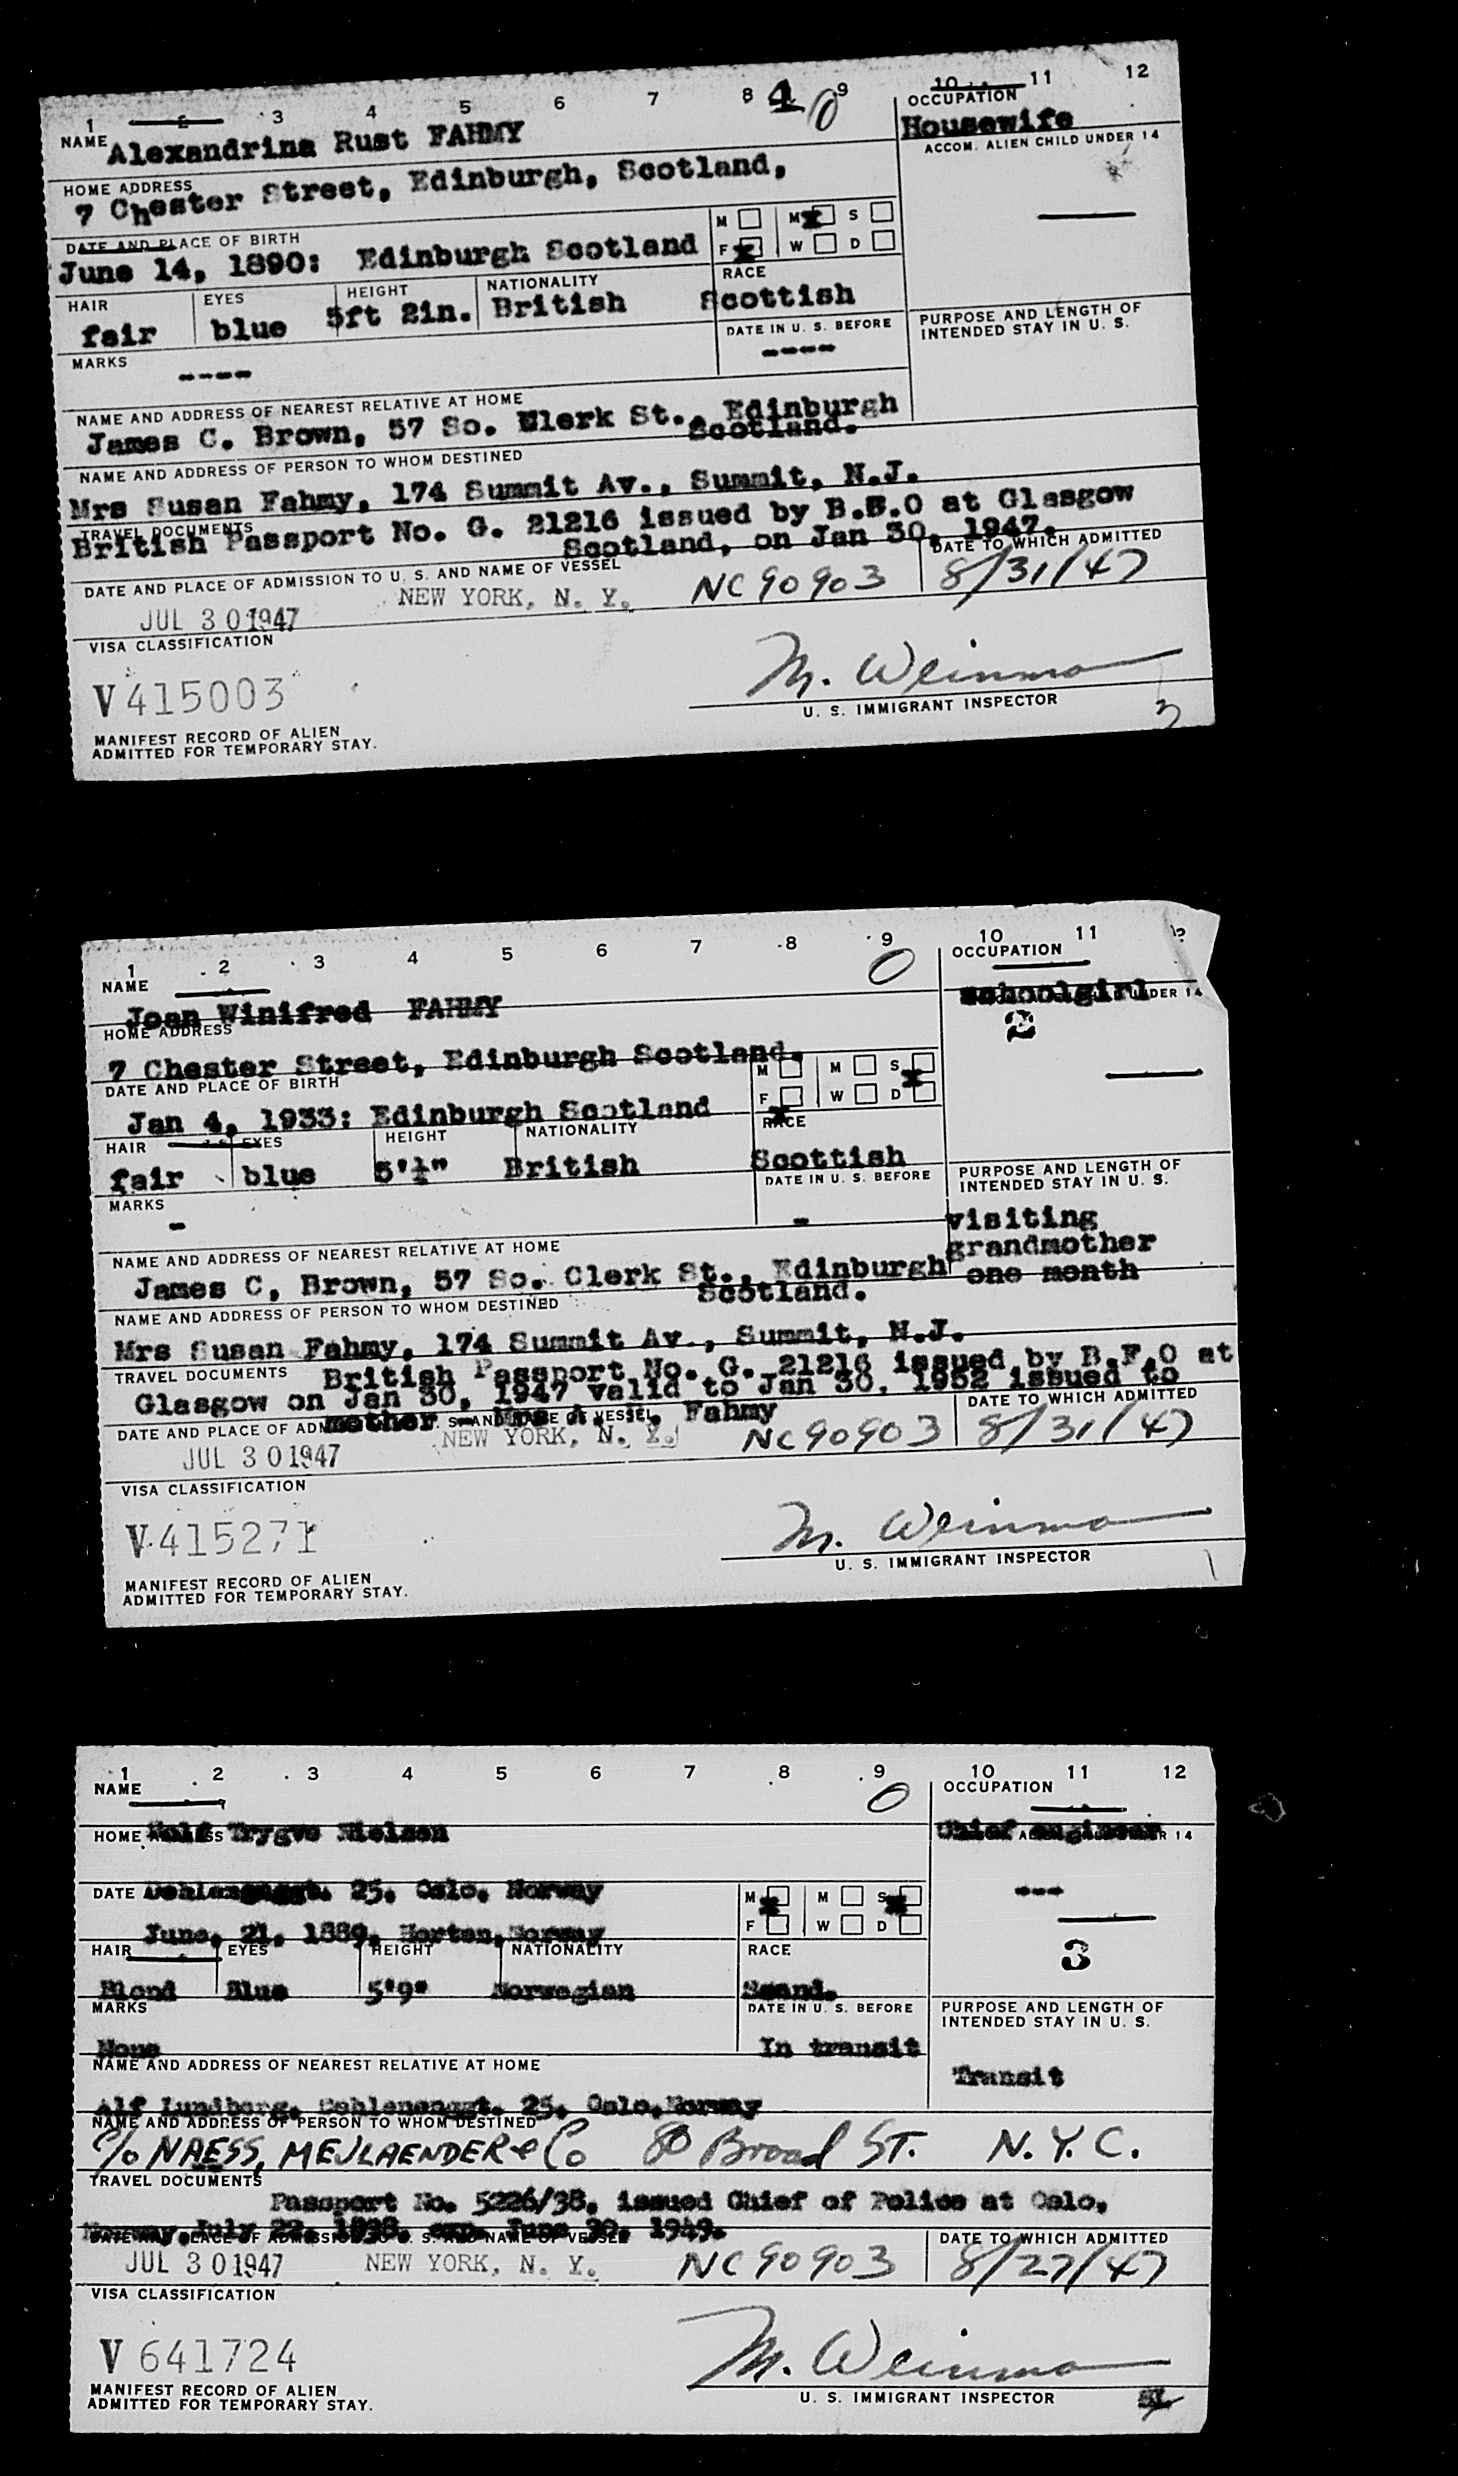 1 2 3 4 5 6 7 8 4 0 9 10 11 12
NAME Alexandrina Rust FAHMY
OCCUPATION
Housewife
ACCOM. ALIEN CHILD UNDER 14
HOME ADDRESS
7 Chester Street, Edinburgh, Scotland,
DATE AND PLACE OF BIRTH
June 14, 1890: Edinburgh Scotland
M M S
F W D
HAIR EYES HEIGHT NATIONALITY RACE
fair blue 5ft 2in. British Scottish
MARKS ----
DATE IN U. S. BEFORE
----
PURPOSE AND LENGTH OF
INTENDED STAY IN U. S.
NAME AND ADDRESS OF NEAREST RELATIVE AT HOME
James C. Brown, 57 So. Clerk St., Edinburgh
Scotland.
NAME AND ADDRESS OF PERSON TO WHOM DESTINED
Mrs Susan Fahmy, 174 Summit Av., Summit, N.J.
TRAVEL DOCUMENTS
British Passport No. G. 21216 issued by B.F.O at Glasgow
Scotland, on Jan 30, 1947.
DATE AND PLACE OF ADMISSION TO U. S. AND NAME OF VESSEL
DATE TO WHICH ADMITTED
JUL 30 1947 NEW YORK, N. Y. NC90903 8/31/47
VISA CLASSIFICATION
V415003
M. Weinma
U. S. IMMIGRANT INSPECTOR
MANIFEST RECORD OF ALIEN
ADMITTED FOR TEMPORARY STAY.
1 2 3 4 5 6 7 8 9 0 10 11
NAME
Joan Winifred FAHMY
OCCUPATION
schoolgirl UNDER 14
2
HOME ADDRESS
7 Chester Street, Edinburgh Scotland.
DATE AND PLACE OF BIRTH
Jan 4, 1933: Edinburgh Scotland
M M S
F W D
HAIR EYES HEIGHT NATIONALITY RACE
fair blue 5'½" British Scottish
MARKS
-
DATE IN U. S. BEFORE
-
PURPOSE AND LENGTH OF
INTENDED STAY IN U. S.
visiting
grandmother
one month
NAME AND ADDRESS OF NEAREST RELATIVE AT HOME
James C, Brown, 57 So. Clerk St., Edinburgh
Scotland.
NAME AND ADDRESS OF PERSON TO WHOM DESTINED
Mrs Susan Fahmy, 174 Summit Av., Summit, N.J.
TRAVEL DOCUMENTS British Passport No. G. 21216 issued by B.F.O at
Glasgow on Jan 30, 1947 valid to Jan 30, 1952 issued to
mother - Mrs A. Fahmy
DATE AND PLACE OF
DATE TO WHICH ADMITTED
JUL 30 1947 NEW YORK, N. Y. NC90903 8/31/47
VISA CLASSIFICATION
V415271
M. Weinma
U. S. IMMIGRANT INSPECTOR
MANIFEST RECORD OF ALIEN
ADMITTED FOR TEMPORARY STAY.
1 2 3 4 5 6 7 8 9 0 10 11 12
NAME
OCCUPATION
HOME Trygve Nielsen
Chief engineer 14
DATE 25, Oslo, Norway
June, 21, 1889, Horten, Norway
M M S
F W D
---
3
HAIR EYES HEIGHT NATIONALITY RACE
Blond Blue 5'9" Norwegian Scand.
MARKS
None
DATE IN U. S. BEFORE
In transit
PURPOSE AND LENGTH OF
INTENDED STAY IN U. S.
Transit
NAME AND ADDRESS OF NEAREST RELATIVE AT HOME
Alf Lundborg, 25, Oslo, Norway
NAME AND ADDRESS OF PERSON TO WHOM DESTINED
C/o NAESS, MEJLAENDER & Co 80 Broad ST. N.Y.C.
TRAVEL DOCUMENTS
Passport No. 5226/38, issued Chief of Police at Oslo,
Norway July 22, 1938, exp. June 30, 1949.
DATE TO WHICH ADMITTED
JUL 30 1947 NEW YORK, N. Y. NC90903 8/27/47
VISA CLASSIFICATION
V 641724
M. Weinma
U. S. IMMIGRANT INSPECTOR
MANIFEST RECORD OF ALIEN
ADMITTED FOR TEMPORARY STAY.